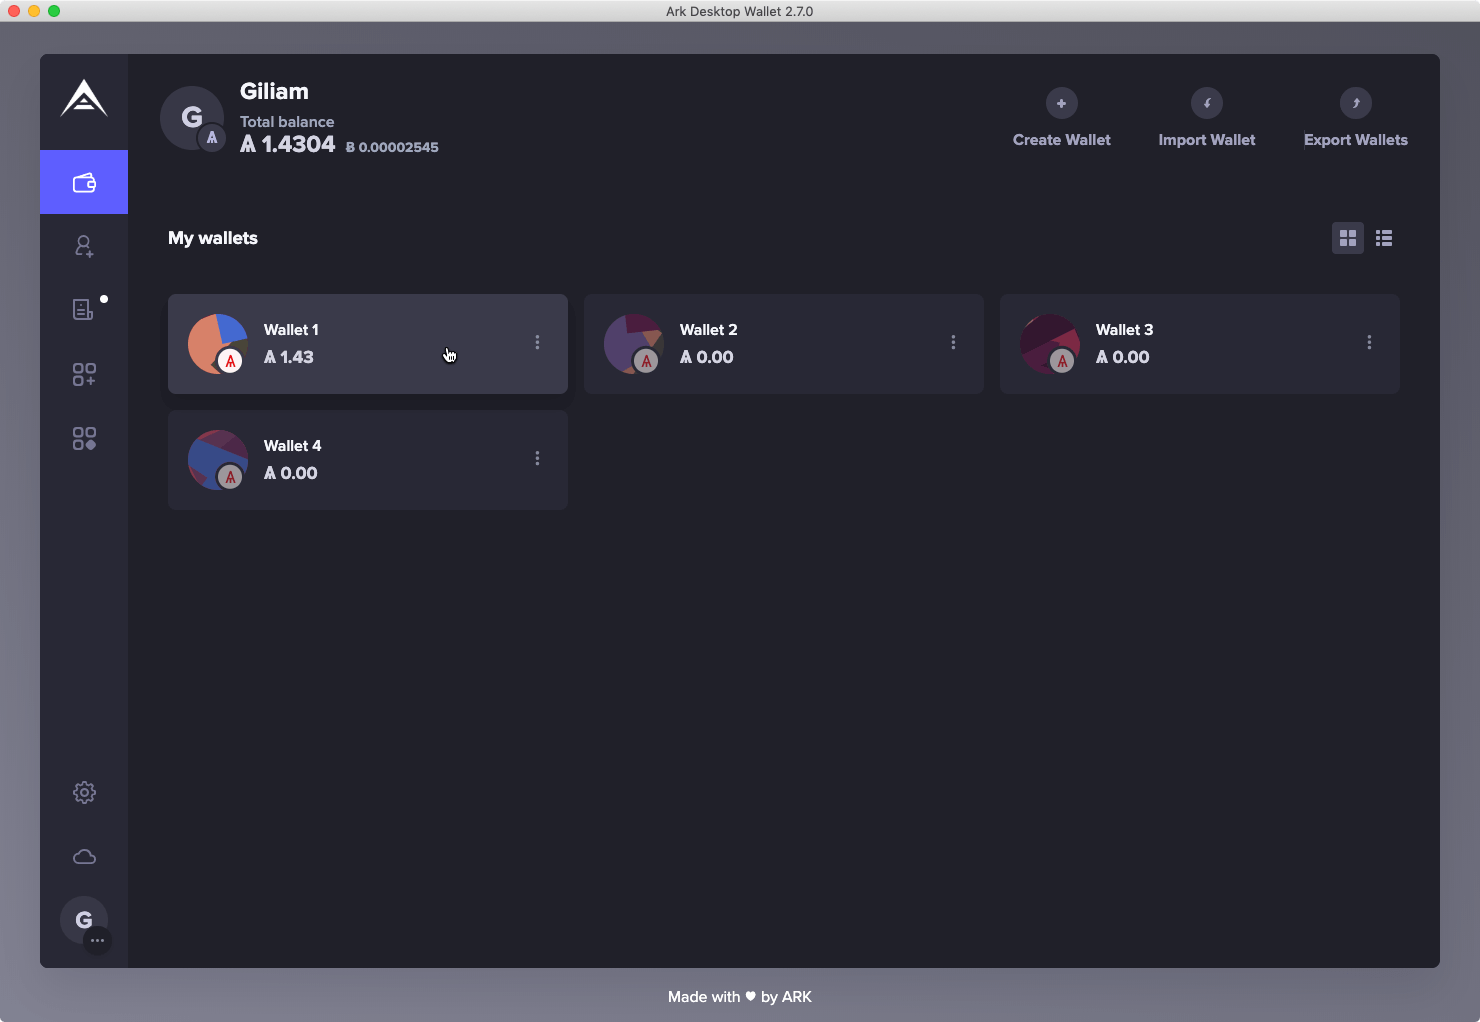 Ark Desktop Wallet 2.7.0
G
Giliam
Total balance
Ѧ 1.4304 Ƀ 0.00002545
Create Wallet
Import Wallet
Export Wallets
My wallets
Wallet 1
Ѧ 1.43
Wallet 2
Ѧ 0.00
Wallet 3
Ѧ 0.00
Wallet 4
Ѧ 0.00
G
Made with ♥ by ARK